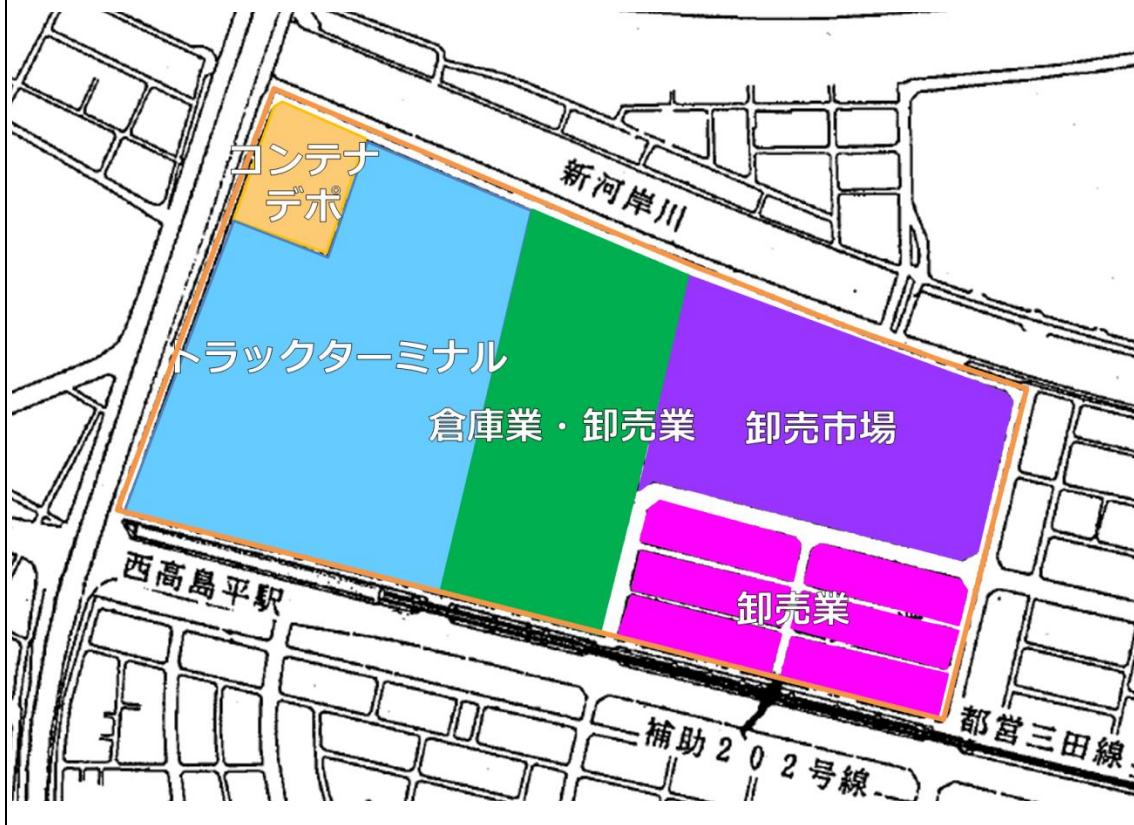 コンテナ
デポ
新河岸川
トラックターミナル
倉庫業・卸売業
卸売市場
西高島平駅
卸売業
補助202号線
都営三田線